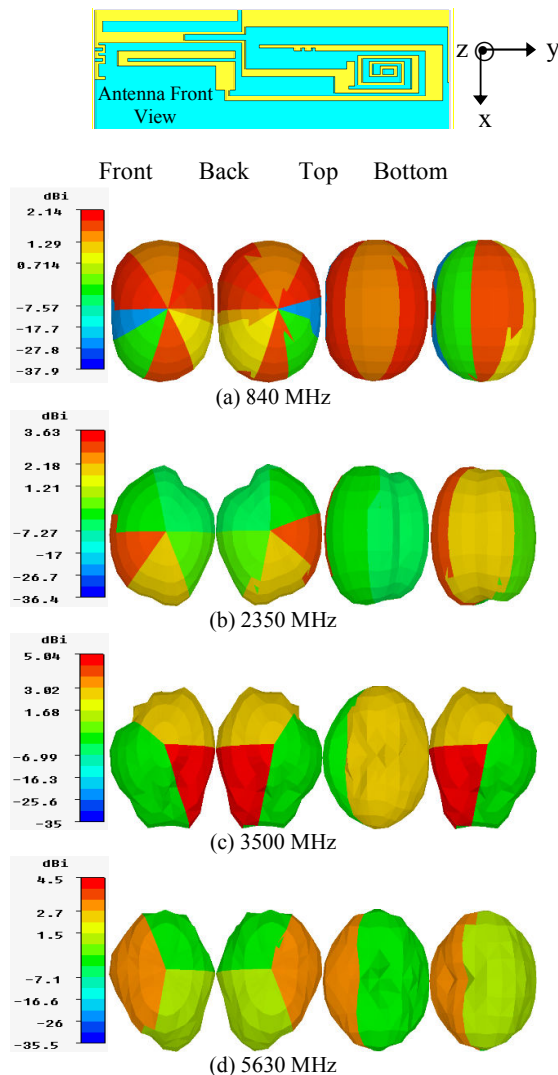 Antenna Front
View
z
y
x
Front Back Top Bottom
dBi
2.14
1.29
0.714
-7.57
-17.7
-27.8
-37.9
(a) 840 MHz
dBi
3.63
2.18
1.21
-7.27
-17
-26.7
-36.4
(b) 2350 MHz
dBi
5.04
3.02
1.68
-6.99
-16.3
-25.6
-35
(c) 3500 MHz
dBi
4.5
2.7
1.5
-7.1
-16.6
-26
-35.5
(d) 5630 MHz